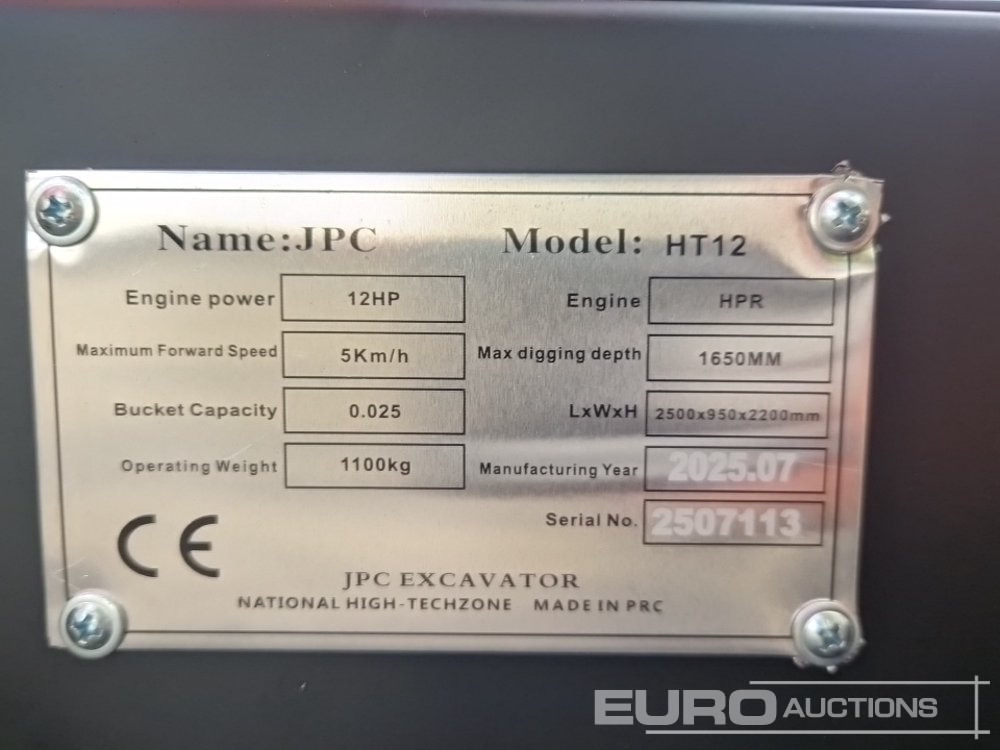 Name:JPC Model: HT12
Engine power 12HP Engine HPR
Maximum Forward Speed 5Km/h Max digging depth 1650MM
Bucket Capacity 0.025 LxWxH 2500x950x2200mm
Operating Weight 1100kg Manufacturing Year 2025.07
Serial No. 2507113
CE
JPC EXCAVATOR
NATIONAL HIGH-TECHZONE MADE IN PRC
EURO AUCTIONS